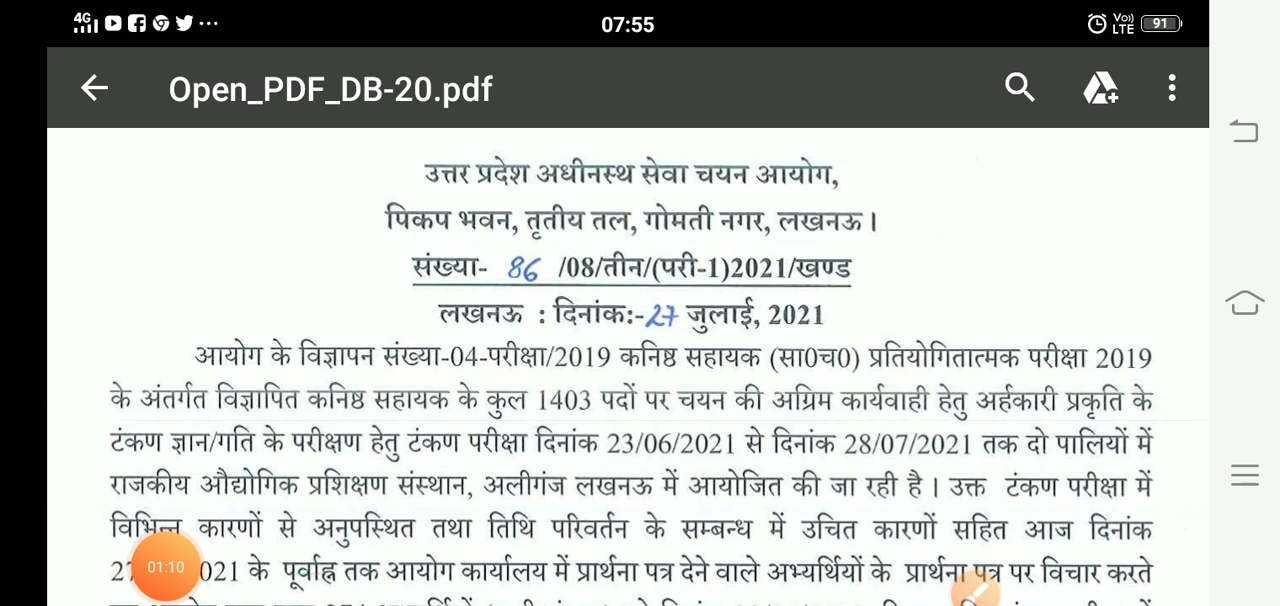 4G
07:55
Vo)) LTE
91
Open_PDF_DB-20.pdf
उत्तर प्रदेश अधीनस्थ सेवा चयन आयोग,
पिकप भवन, तृतीय तल, गोमती नगर, लखनऊ।
संख्या- 86 /08/तीन/(परी-1)2021/खण्ड
लखनऊ : दिनांक:-27 जुलाई, 2021
आयोग के विज्ञापन संख्या-04-परीक्षा/2019 कनिष्ठ सहायक (सा0च0) प्रतियोगितात्मक परीक्षा 2019
के अंतर्गत विज्ञापित कनिष्ठ सहायक के कुल 1403 पदों पर चयन की अग्रिम कार्यवाही हेतु अर्हकारी प्रकृति के
टंकण ज्ञान/गति के परीक्षण हेतु टंकण परीक्षा दिनांक 23/06/2021 से दिनांक 28/07/2021 तक दो पालियों में
राजकीय औद्योगिक प्रशिक्षण संस्थान, अलीगंज लखनऊ में आयोजित की जा रही है। उक्त टंकण परीक्षा में
विभिन्न कारणों से अनुपस्थित तथा तिथि परिवर्तन के सम्बन्ध में उचित कारणों सहित आज दिनांक
021 के पूर्वाह्न तक आयोग कार्यालय में प्रार्थना पत्र देने वाले अभ्यर्थियों के प्रार्थना पत्र पर विचार करते
01:10